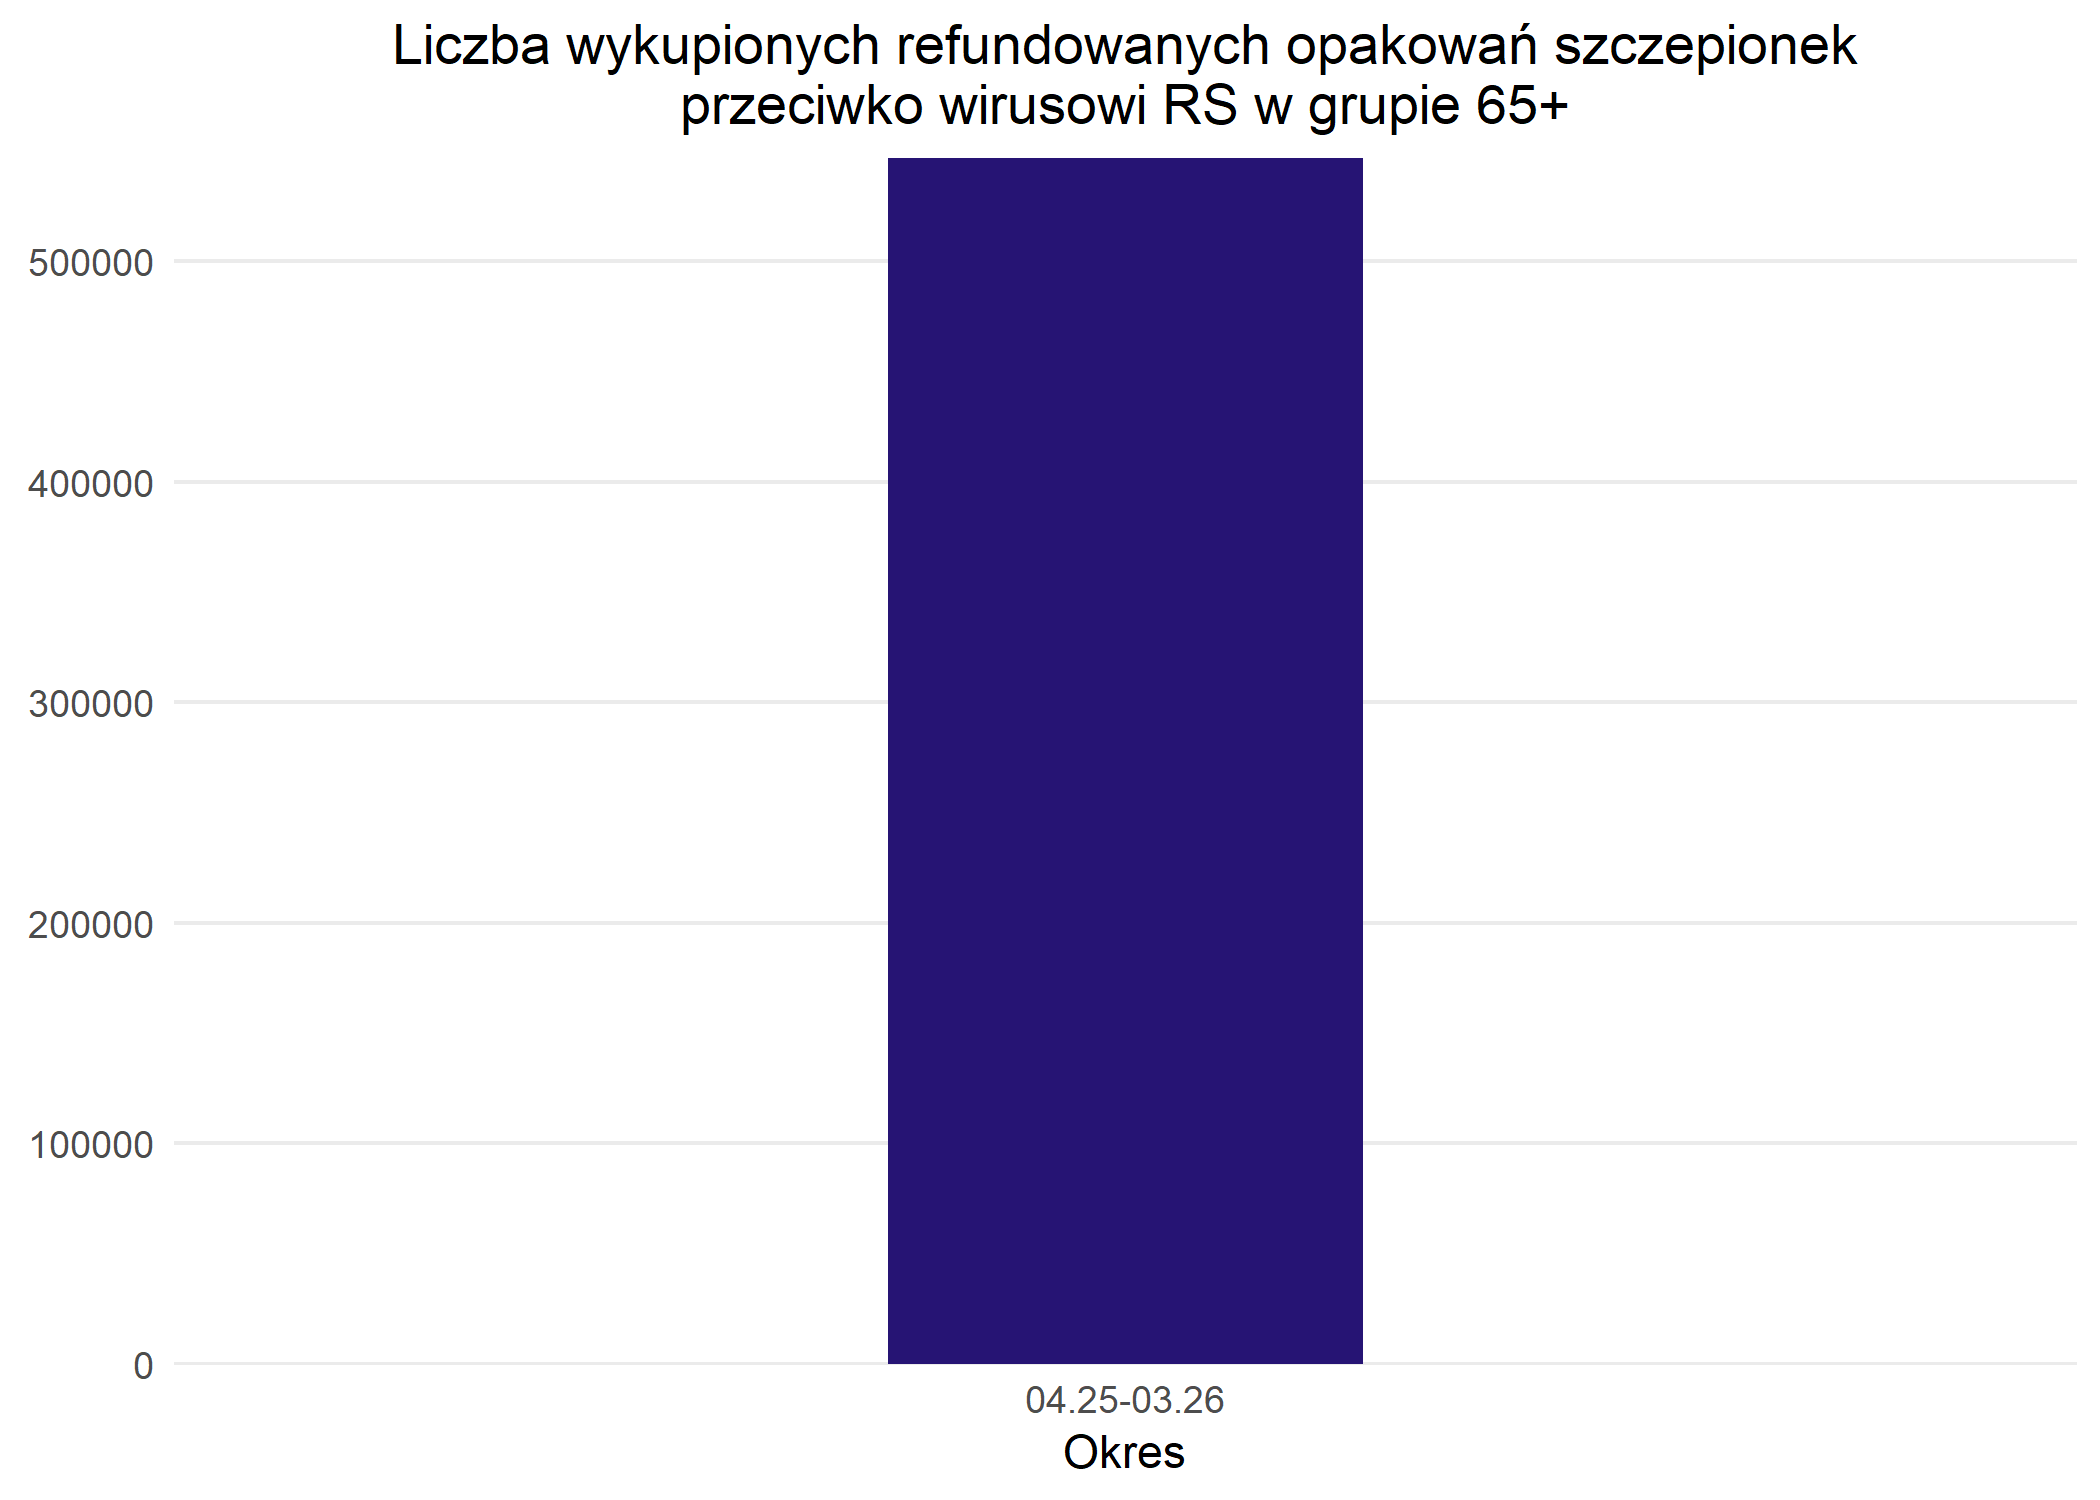 Liczba wykupionych refundowanych opakowań szczepionek
przeciwko wirusowi RS w grupie 65+
500000
400000
300000
200000
100000
0
04.25-03.26
Okres